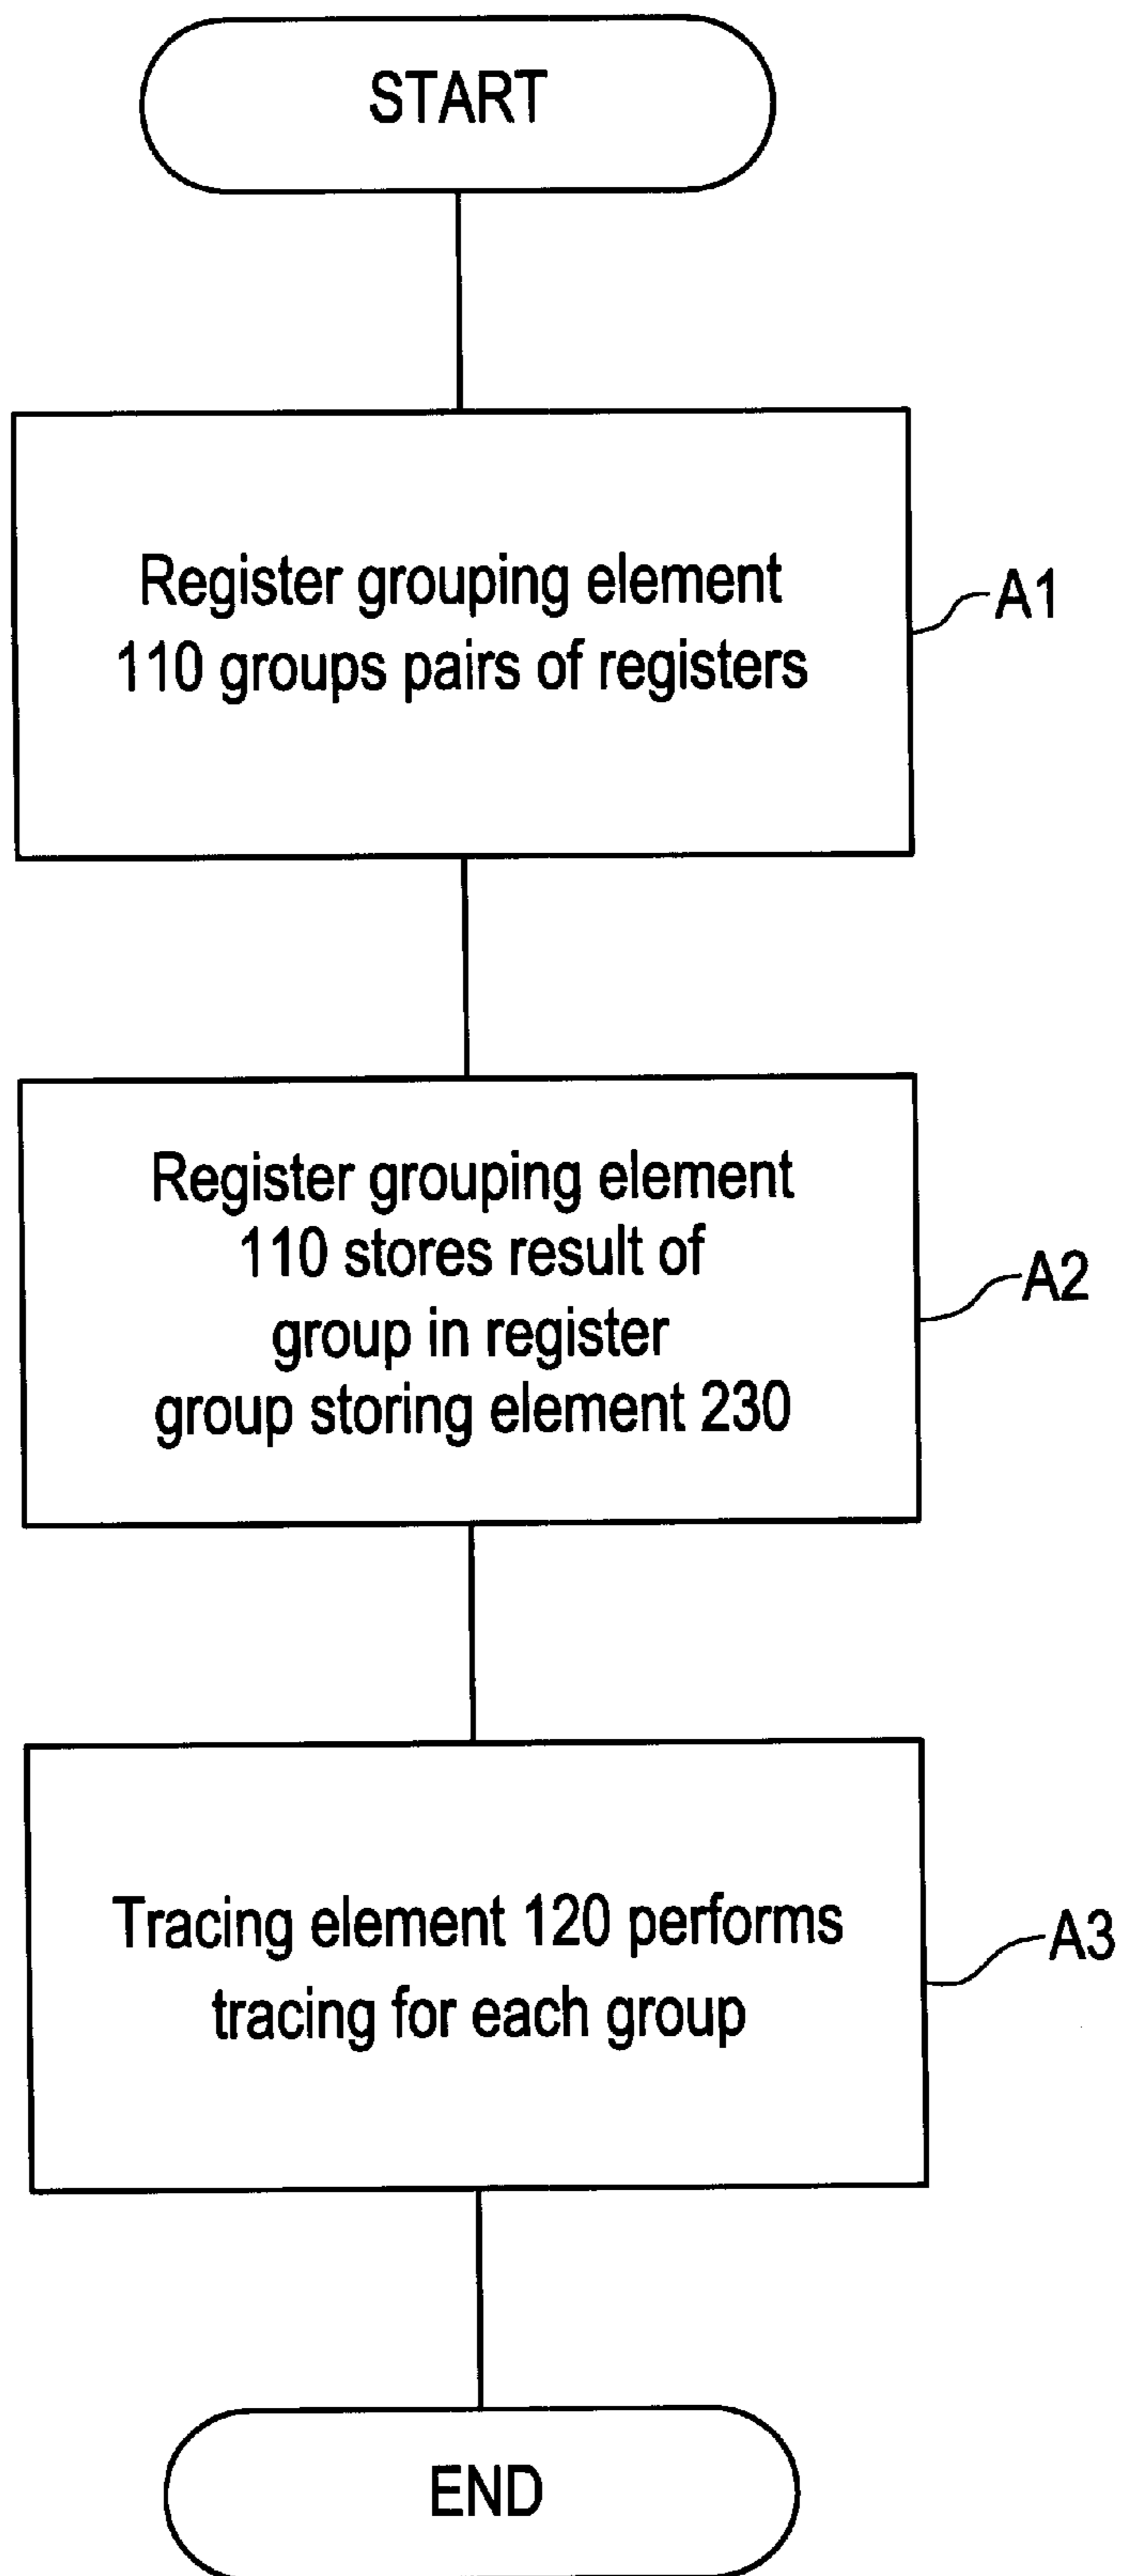 START
Register grouping element
110 groups pairs of registers
A1
Register grouping element
110 stores result of
group in register
group storing element 230
A2
Tracing element 120 performs
tracing for each group
A3
END